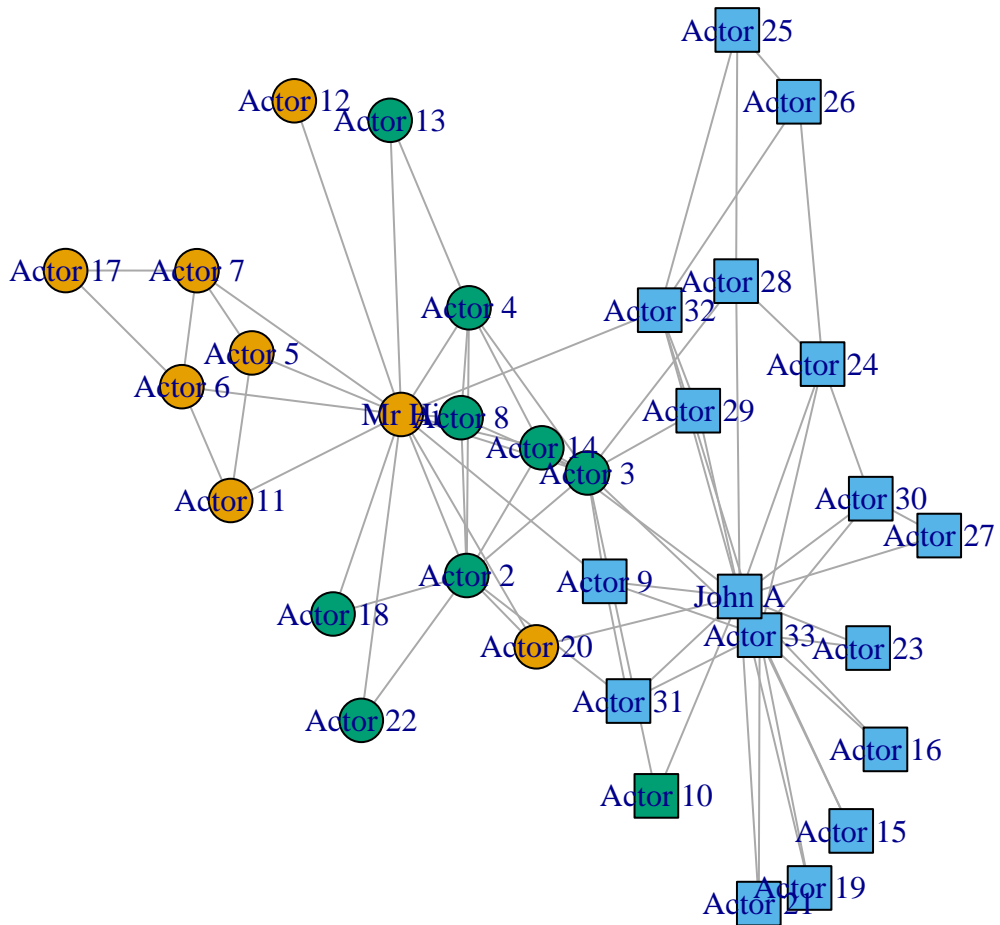 Actor 25
Actor 26
Actor 12
Actor 13
Actor 17
Actor 7
Actor 28
Actor 4
Actor 32
Actor 5
Actor 24
Actor 6
Mr Hi
Actor 8
Actor 29
Actor 14
Actor 3
Actor 11
Actor 30
Actor 27
Actor 2
Actor 9
John A
Actor 18
Actor 33
Actor 20
Actor 23
Actor 31
Actor 22
Actor 16
Actor 10
Actor 15
Actor 19
Actor 21